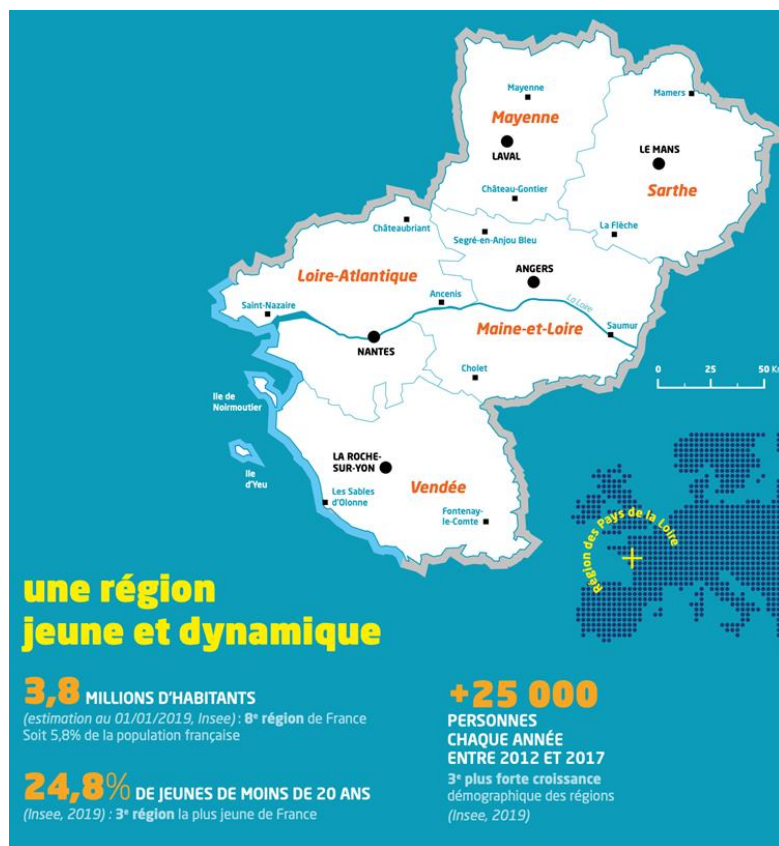 Mayenne
Mamers
Mayenne
LAVAL
LE MANS
Sarthe
Château-Gontier
La Flèche
Châteaubriant
Segré-en-Anjou Bleu
Loire-Atlantique
ANGERS
Saint-Nazaire
Ancenis
La Loire
Maine-et-Loire
Saumur
NANTES
Cholet
0 25 50 K
Ile de
Noirmoutier
Ile
d'Yeu
LA ROCHE-
SUR-YON
Vendée
Les Sables
d'Olonne
Fontenay-
le-Comte
Région des Pays de la Loire
une région
jeune et dynamique
3,8 MILLIONS D'HABITANTS
(estimation au 01/01/2019, Insee) : 8e région de France
Soit 5,8% de la population française
24,8% DE JEUNES DE MOINS DE 20 ANS
(Insee, 2019) : 3e région la plus jeune de France
+25 000
PERSONNES
CHAQUE ANNÉE
ENTRE 2012 ET 2017
3e plus forte croissance
démographique des régions
(Insee, 2019)